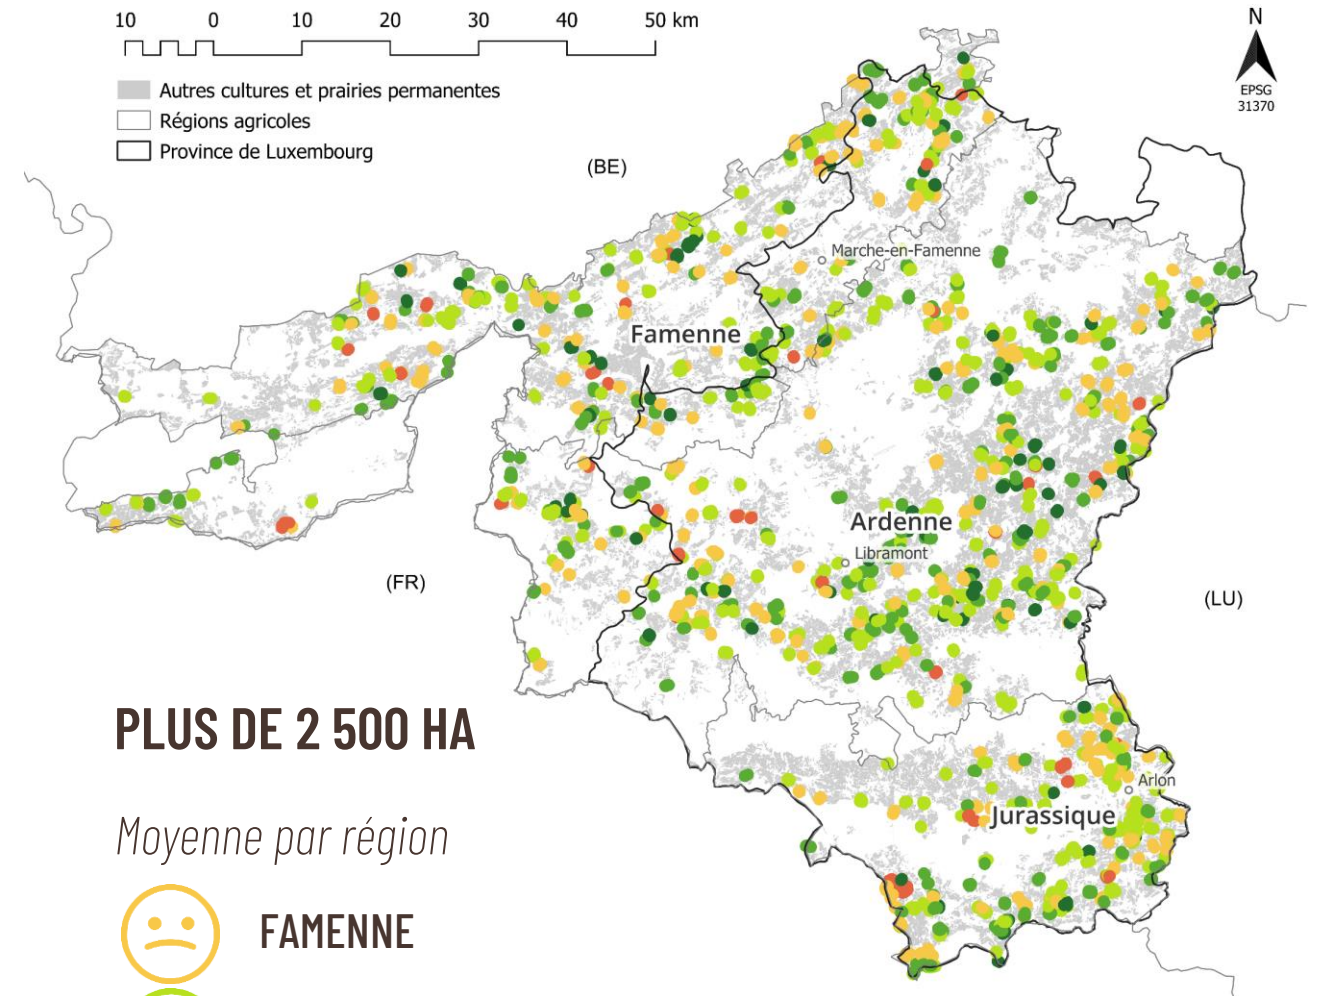 10 0 10 20 30 40 50 km
Autres cultures et prairies permanentes
Régions agricoles
Province de Luxembourg
N
EPSG
31370
(BE)
Marche-en-Famenne
Famenne
Ardenne
Libramont
(FR)
(LU)
PLUS DE 2 500 HA
Moyenne par région
FAMENNE
Arlon
Jurassique